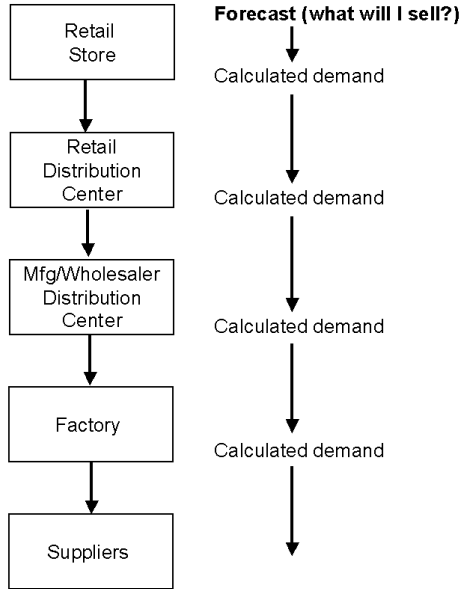 Retail
Store
Forecast (what will I sell?)
Calculated demand
Retail
Distribution
Center
Calculated demand
Mfg/Wholesaler
Distribution
Center
Calculated demand
Factory
Calculated demand
Suppliers